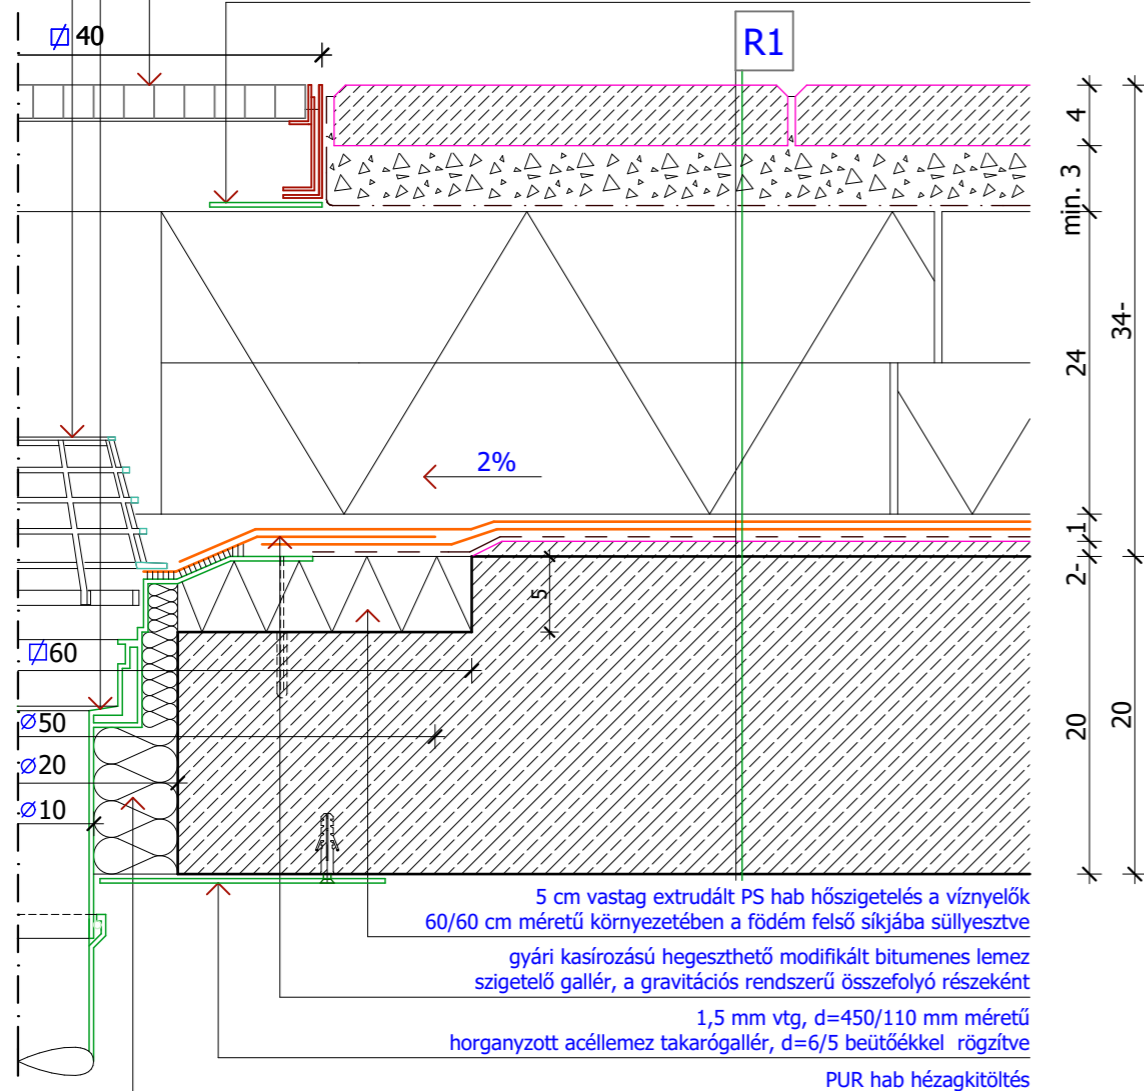 ⌀ 40
R1
4
min. 3
34-
24
2%
1
2-
5
⌀60
⌀50
⌀20
⌀10
20
20
5 cm vastag extrudált PS hab hőszigetelés a víznyelők
60/60 cm méretű környezetében a födém felső síkjába süllyesztve
gyári kasírozású hegeszthető modifikált bitumenes lemez
szigetelő gallér, a gravitációs rendszerű összefolyó részeként
1,5 mm vtg, d=450/110 mm méretű
horganyzott acéllemez takarógallér, d=6/5 beütőékkel rögzítve
PUR hab hézagkitöltés